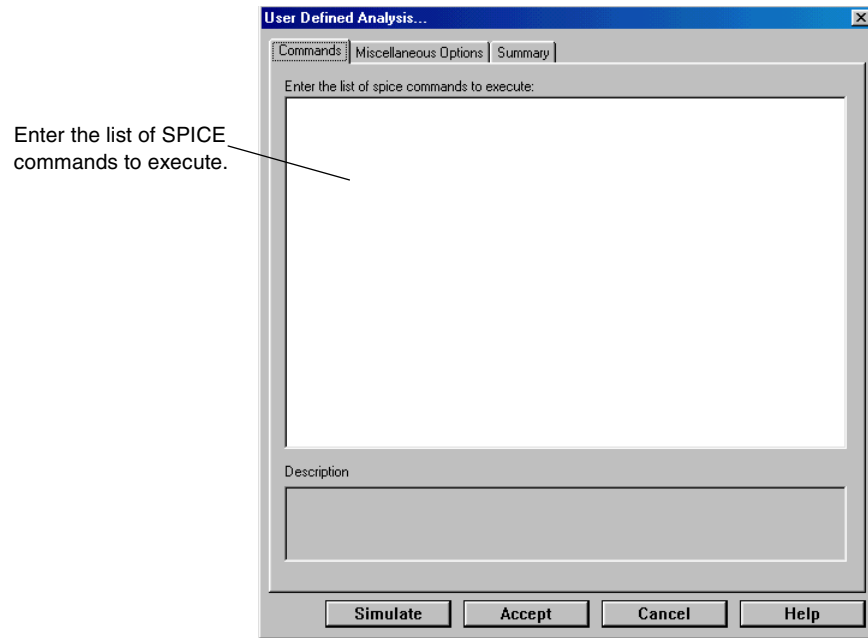 User Defined Analysis...
Commands Miscellaneous Options Summary
Enter the list of spice commands to execute:
Enter the list of SPICE
commands to execute.
Description
Simulate Accept Cancel Help